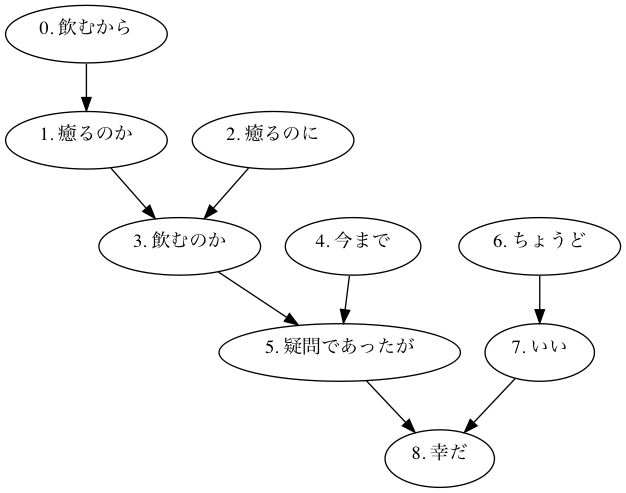 0. 飲むから
1. 癒るのか
2. 癒るのに
3. 飲むのか
4. 今まで
6. ちょうど
5. 疑問であったが
7. いい
8. 幸だ